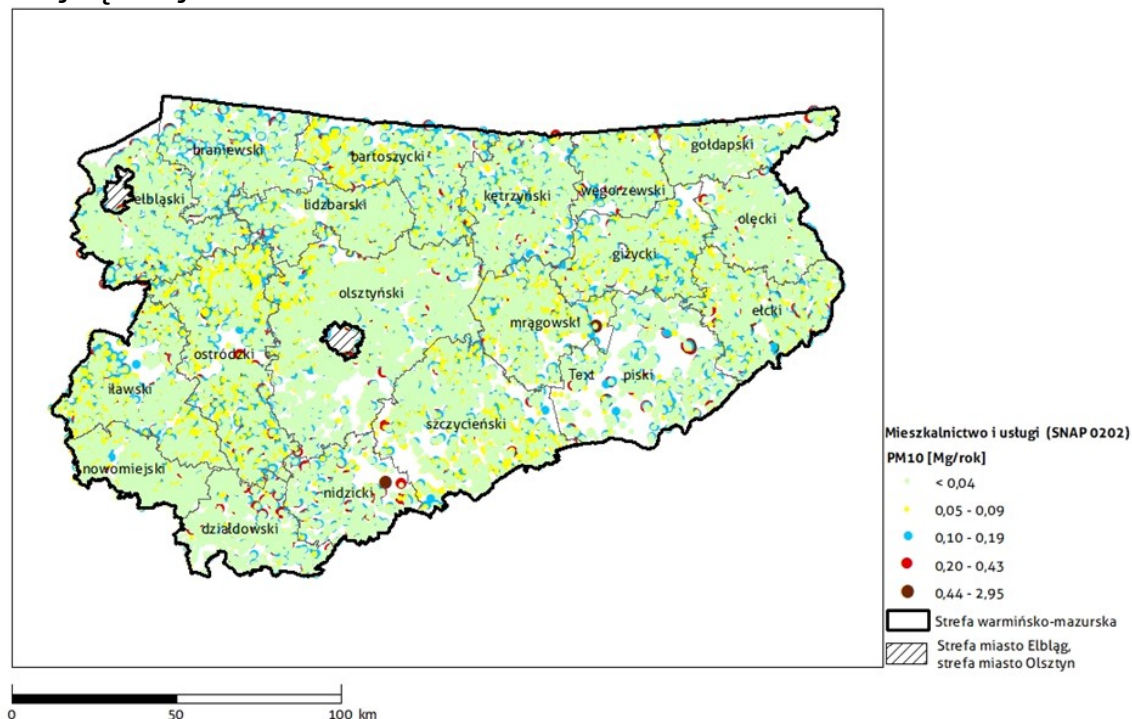 braniewski
bartoszycki
gołdapski
elbląski
lidzbarski
kętrzyński
węgorzewski
olęcki
giżycki
olsztyński
mrągowski
ełcki
ostródzki
iławski
Text
piski
szczycieński
nowomiejski
nidzicki
działdowski
Mieszkalnictwo i usługi (SNAP 0202)
PM10 [Mg/rok]
< 0,04
0,05 - 0,09
0,10 - 0,19
0,20 - 0,43
0,44 - 2,95
Strefa warmińsko-mazurska
Strefa miasto Elbląg,
strefa miasto Olsztyn
0 50 100 km